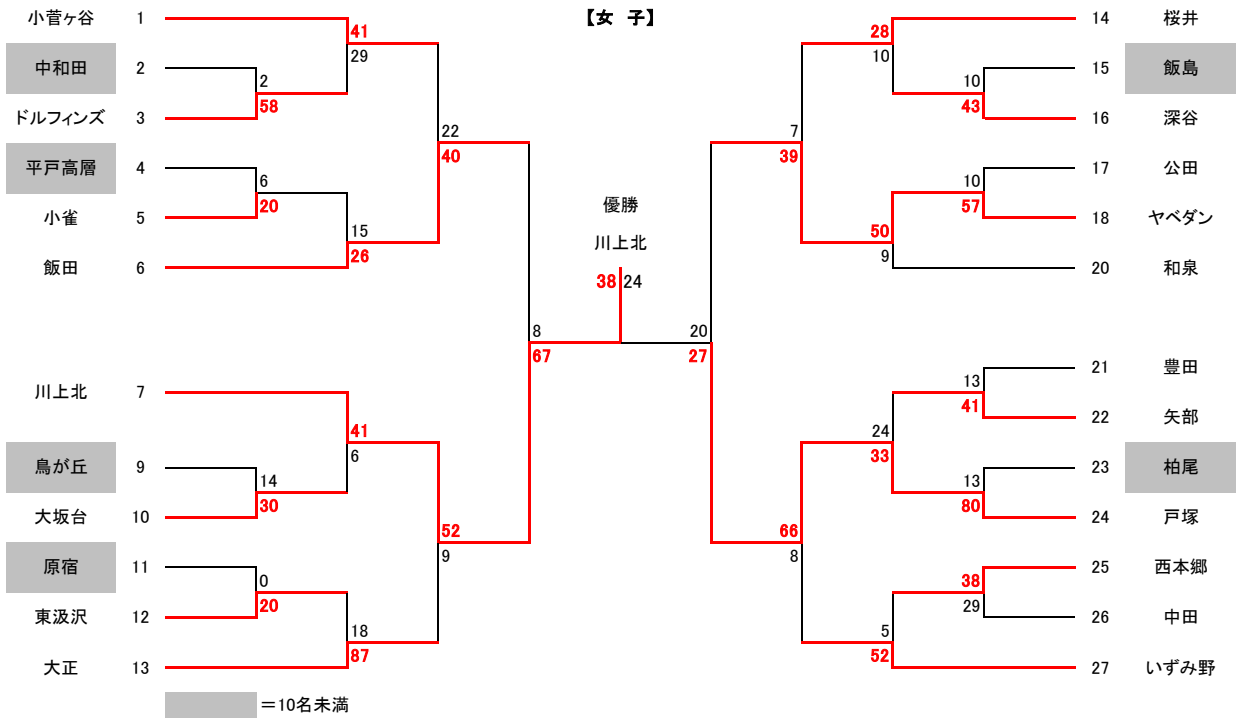 【女 子】
小菅ヶ谷 1
41
29
中和田 2
2
58
ドルフィンズ 3
22
40
平戸高層 4
6
20
小雀 5
15
26
飯田 6
8
67
川上北 7
41
6
鳥が丘 9
14
30
大坂台 10
52
9
原宿 11
0
20
東汲沢 12
18
87
大正 13
＝10名未満
優勝
川上北
38 24
14 桜井
28
10
15 飯島
10
43
16 深谷
7
39
17 公田
10
57
18 ヤベダン
50
9
20 和泉
20
27
21 豊田
13
41
22 矢部
24
33
23 柏尾
13
80
24 戸塚
66
8
25 西本郷
38
29
26 中田
5
52
27 いずみ野